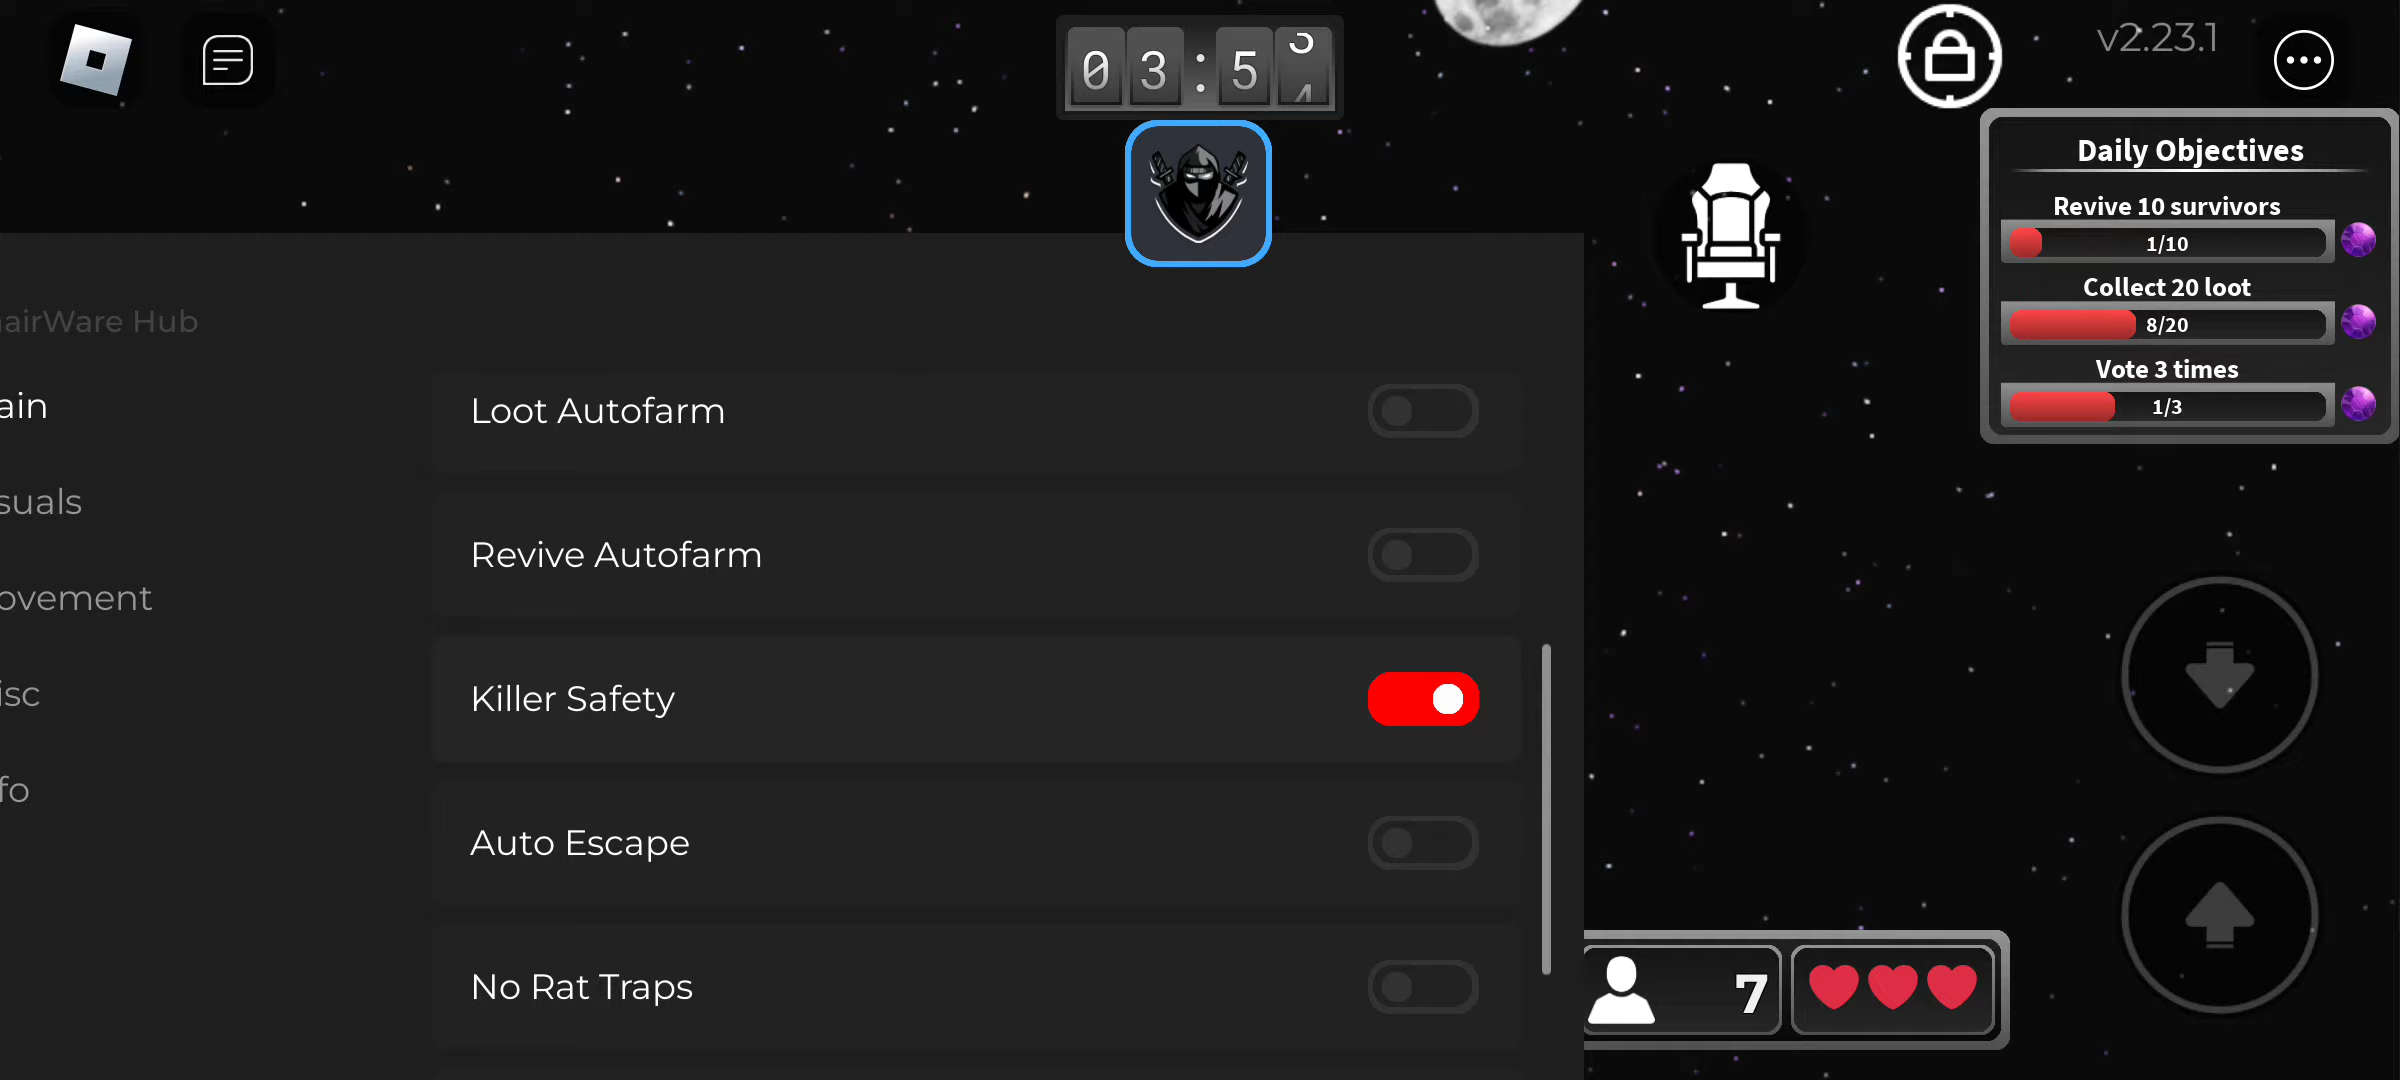 03:5
v2.23.1
Daily Objectives
Revive 10 survivors
1/10
Collect 20 loot
8/20
Vote 3 times
1/3
airWare Hub
ain
suals
ovement
isc
fo
Loot Autofarm
Revive Autofarm
Killer Safety
Auto Escape
No Rat Traps
7